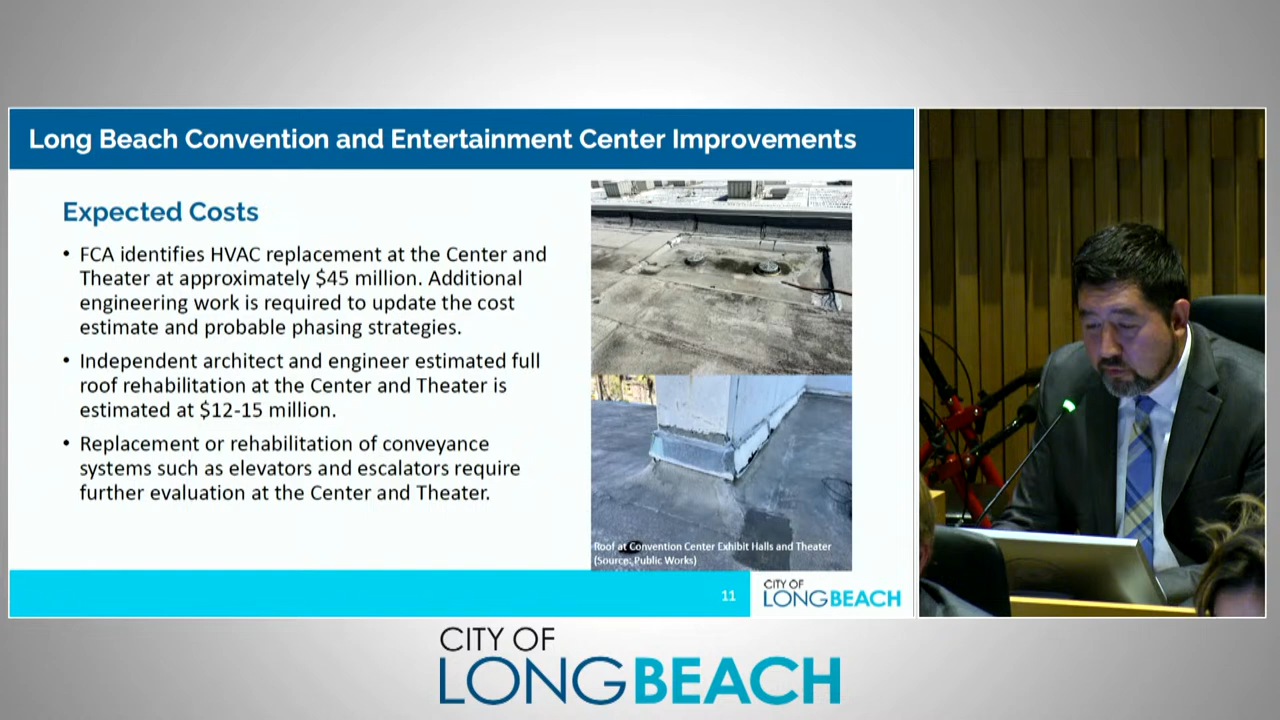 Long Beach Convention and Entertainment Center Improvements
Expected Costs
• FCA identifies HVAC replacement at the Center and
Theater at approximately $45 million. Additional
engineering work is required to update the cost
estimate and probable phasing strategies.
• Independent architect and engineer estimated full
roof rehabilitation at the Center and Theater is
estimated at $12-15 million.
• Replacement or rehabilitation of conveyance
systems such as elevators and escalators require
further evaluation at the Center and Theater.
Roof at Convention Center Exhibit Halls and Theater
(Source: Public Works)
11
CITY OF
LONGBEACH
CITY OF
LONGBEACH